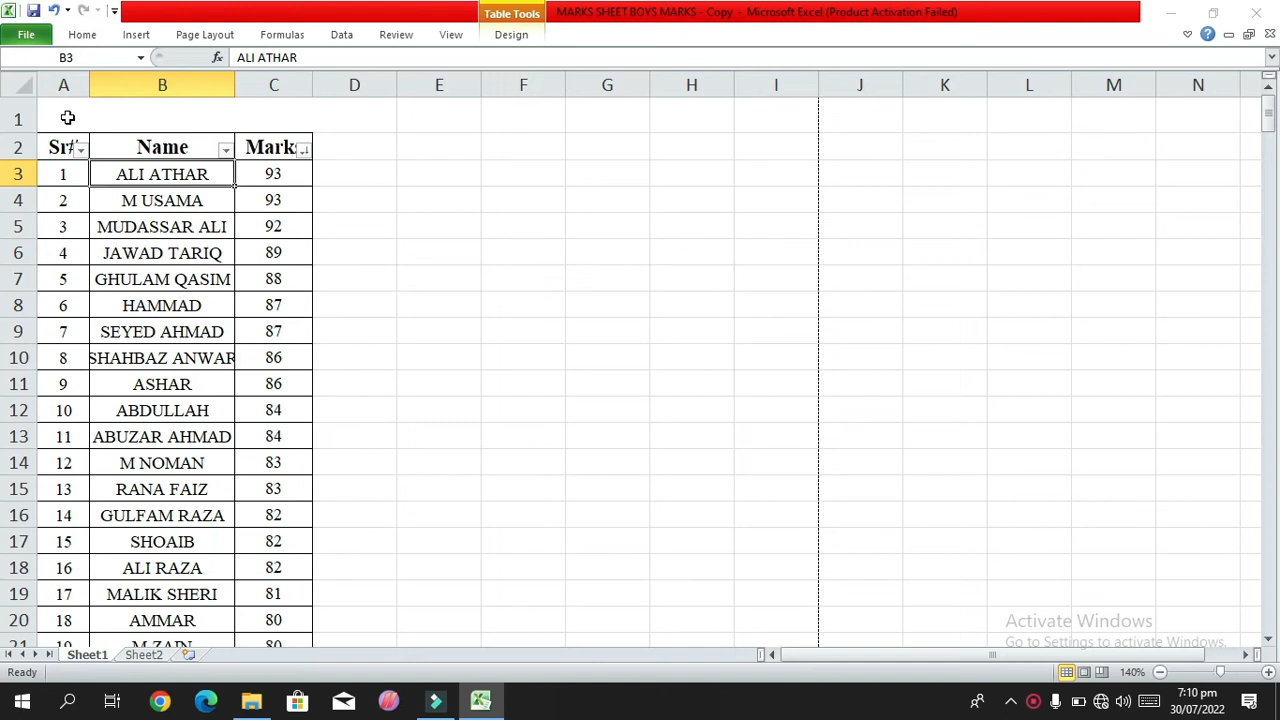 Table Tools
MARKS SHEET BOYS MARKS - Copy - Microsoft Excel (Product Activation Failed)
File Home Insert Page Layout Formulas Data Review View Design
B3 fx ALI ATHAR
A B C D E F G H I J K L M N
1
2 Sr# Name Marks
3 1 ALI ATHAR 93
4 2 M USAMA 93
5 3 MUDASSAR ALI 92
6 4 JAWAD TARIQ 89
7 5 GHULAM QASIM 88
8 6 HAMMAD 87
9 7 SEYED AHMAD 87
10 8 SHAHBAZ ANWAR 86
11 9 ASHAR 86
12 10 ABDULLAH 84
13 11 ABUZAR AHMAD 84
14 12 M NOMAN 83
15 13 RANA FAIZ 83
16 14 GULFAM RAZA 82
17 15 SHOAIB 82
18 16 ALI RAZA 82
19 17 MALIK SHERI 81
20 18 AMMAR 80
21 19 M ZAIN 80
Activate Windows
Go to Settings to activate Windows.
Sheet1 Sheet2
Ready 140%
7:10 pm
30/07/2022